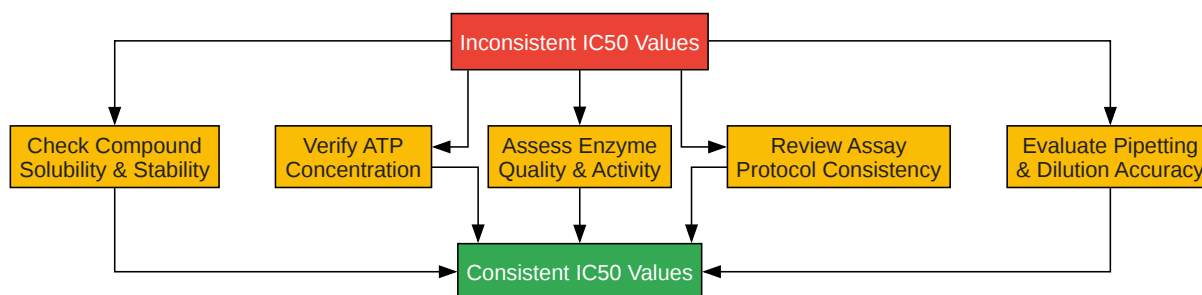 Inconsistent IC50 Values
Check Compound
Solubility & Stability
Verify ATP
Concentration
Assess Enzyme
Quality & Activity
Review Assay
Protocol Consistency
Evaluate Pipetting
& Dilution Accuracy
Consistent IC50 Values